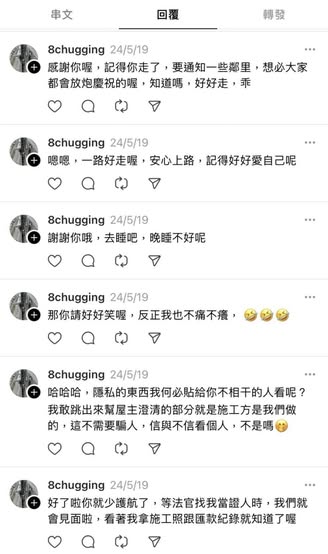 串文 回覆 轉發
8chugging 24/5/19
感謝你喔，記得你走了，要通知一些鄰里，想必大家
都會放炮慶祝的喔，知道嗎，好好走，乖
8chugging 24/5/19
嗯嗯，一路好走喔，安心上路，記得好好愛自己呢
8chugging 24/5/19
謝謝你哦，去睡吧，晚睡不好呢
8chugging 24/5/19
那你請好好笑喔，反正我也不痛不癢，🤣🤣🤣
8chugging 24/5/19
哈哈哈，隱私的東西我何必貼給你不相干的人看呢？
我敢跳出來幫屋主澄清的部分就是施工方是我們做
的，這不需要騙人，信與不信看個人，不是嗎🤭
8chugging 24/5/19
好了啦你就少護航了，等法官找我當證人時，我們就
會見面啦，看著我拿施工照跟匯款紀錄就知道了喔